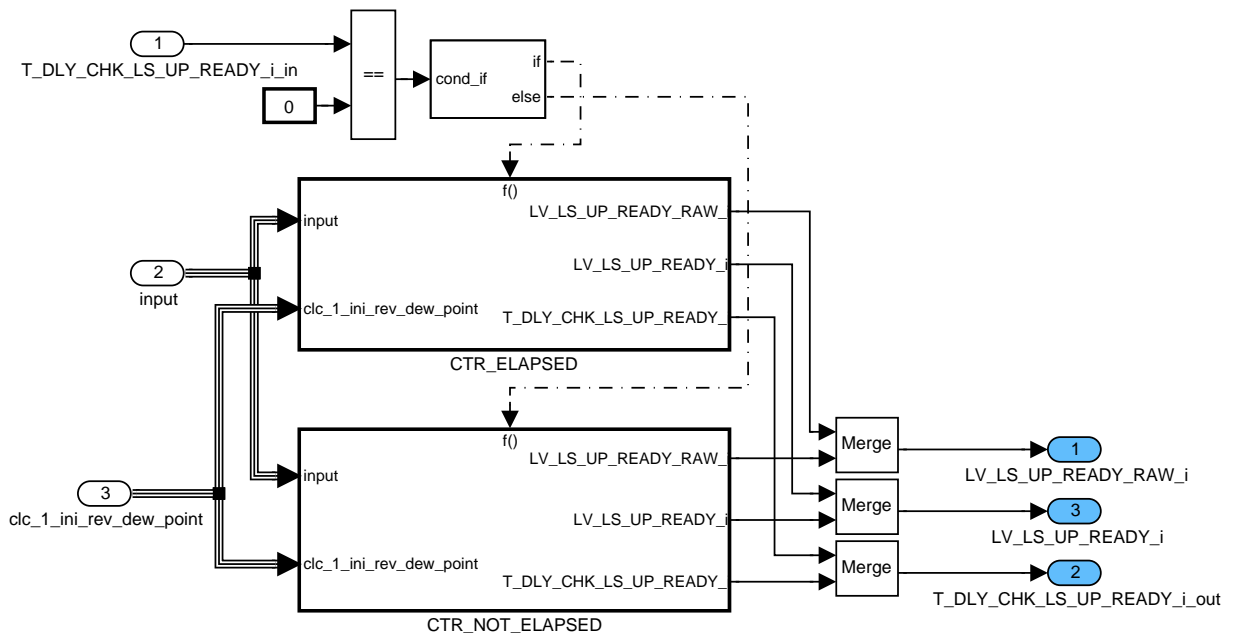 1
T_DLY_CHK_LS_UP_READY_i_in
0
==
cond_if
if
else
f()
input
clc_1_ini_rev_dew_point
LV_LS_UP_READY_RAW_
LV_LS_UP_READY_i
T_DLY_CHK_LS_UP_READY_
CTR_ELAPSED
2
input
3
clc_1_ini_rev_dew_point
f()
input
clc_1_ini_rev_dew_point
LV_LS_UP_READY_RAW_
LV_LS_UP_READY_i
T_DLY_CHK_LS_UP_READY_
CTR_NOT_ELAPSED
Merge
1
LV_LS_UP_READY_RAW_i
Merge
3
LV_LS_UP_READY_i
Merge
2
T_DLY_CHK_LS_UP_READY_i_out